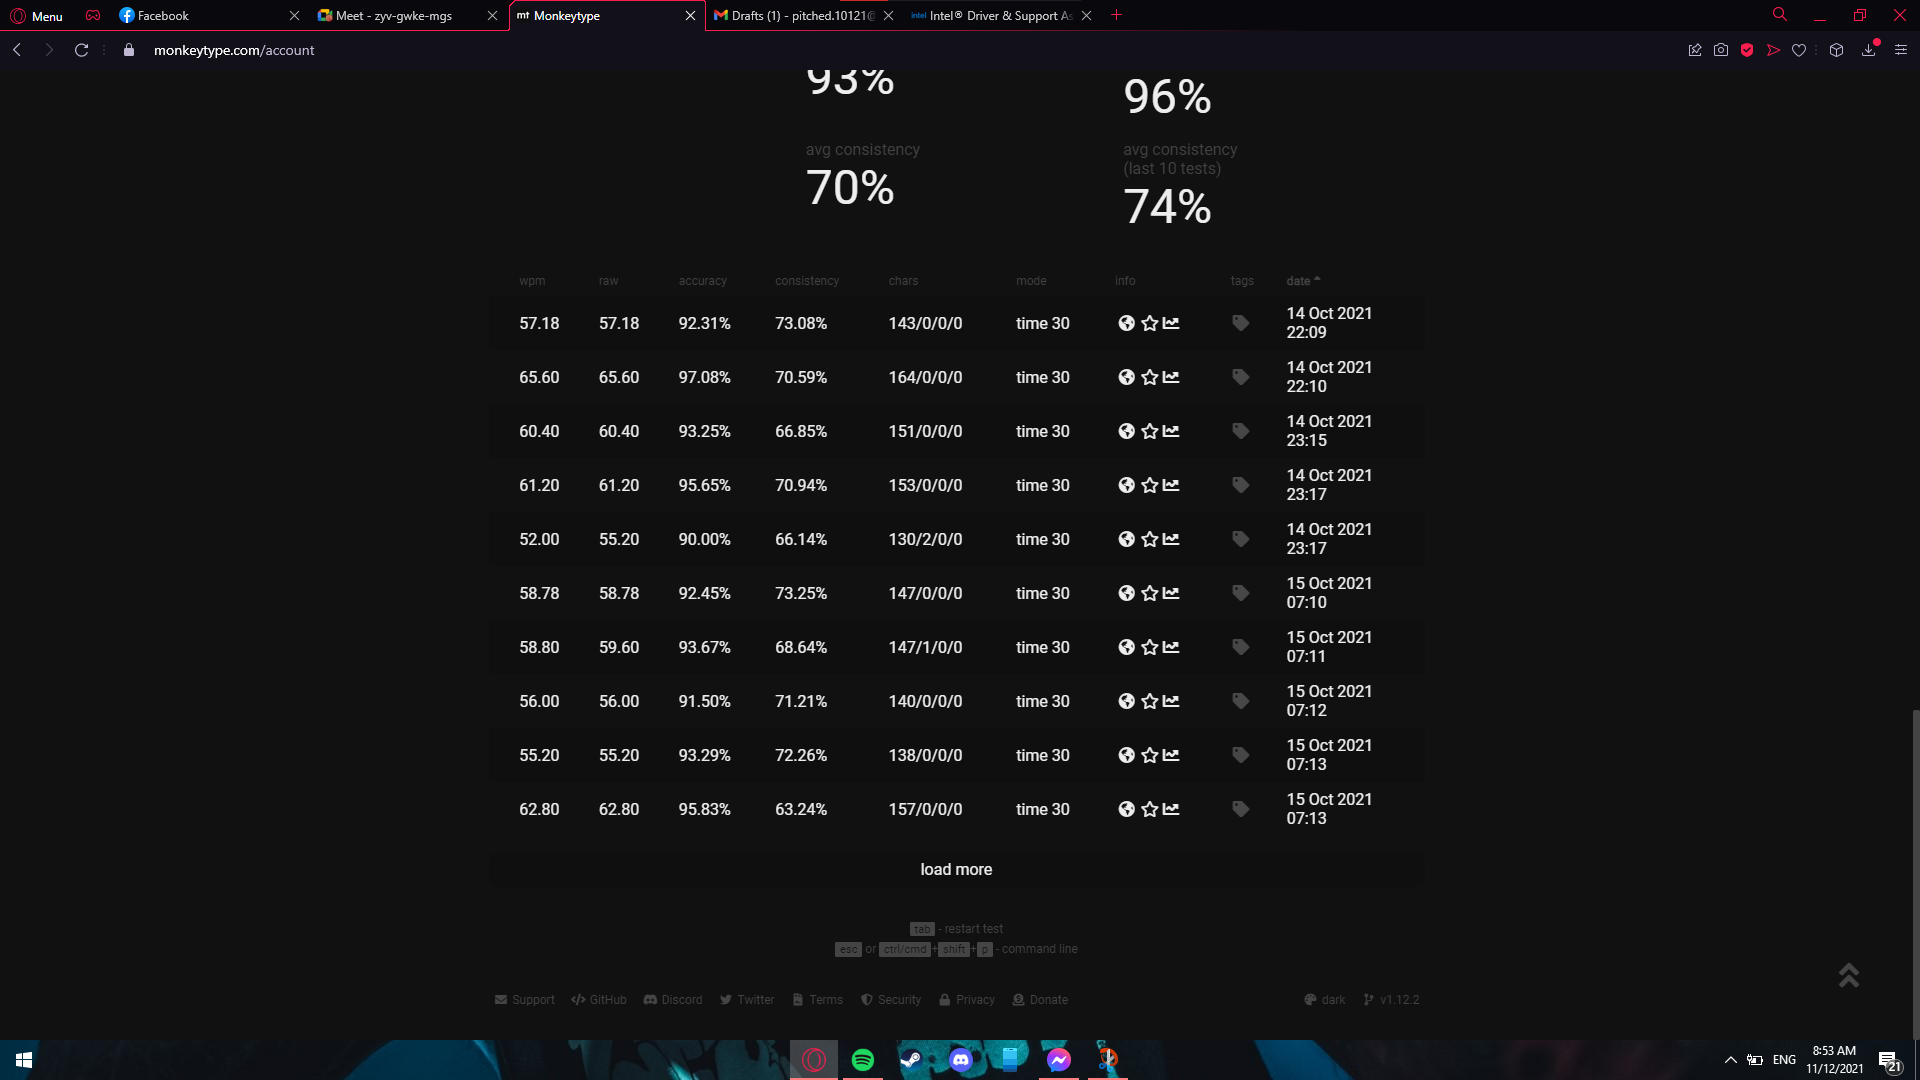 Menu
Facebook
Meet - zyv-gwke-mgs
mt Monkeytype
Drafts (1) - pitched.10121@
intel Intel® Driver & Support As
monkeytype.com/account
93%
96%
avg consistency
70%
avg consistency
(last 10 tests)
74%
wpm raw accuracy consistency chars mode info tags date
57.18 57.18 92.31% 73.08% 143/0/0/0 time 30 14 Oct 2021
22:09
65.60 65.60 97.08% 70.59% 164/0/0/0 time 30 14 Oct 2021
22:10
60.40 60.40 93.25% 66.85% 151/0/0/0 time 30 14 Oct 2021
23:15
61.20 61.20 95.65% 70.94% 153/0/0/0 time 30 14 Oct 2021
23:17
52.00 55.20 90.00% 66.14% 130/2/0/0 time 30 14 Oct 2021
23:17
58.78 58.78 92.45% 73.25% 147/0/0/0 time 30 15 Oct 2021
07:10
58.80 59.60 93.67% 68.64% 147/1/0/0 time 30 15 Oct 2021
07:11
56.00 56.00 91.50% 71.21% 140/0/0/0 time 30 15 Oct 2021
07:12
55.20 55.20 93.29% 72.26% 138/0/0/0 time 30 15 Oct 2021
07:13
62.80 62.80 95.83% 63.24% 157/0/0/0 time 30 15 Oct 2021
07:13
load more
tab - restart test
esc or ctrl/cmd + shift + p - command line
Support GitHub Discord Twitter Terms Security Privacy Donate dark v1.12.2
ENG
8:53 AM
11/12/2021
21